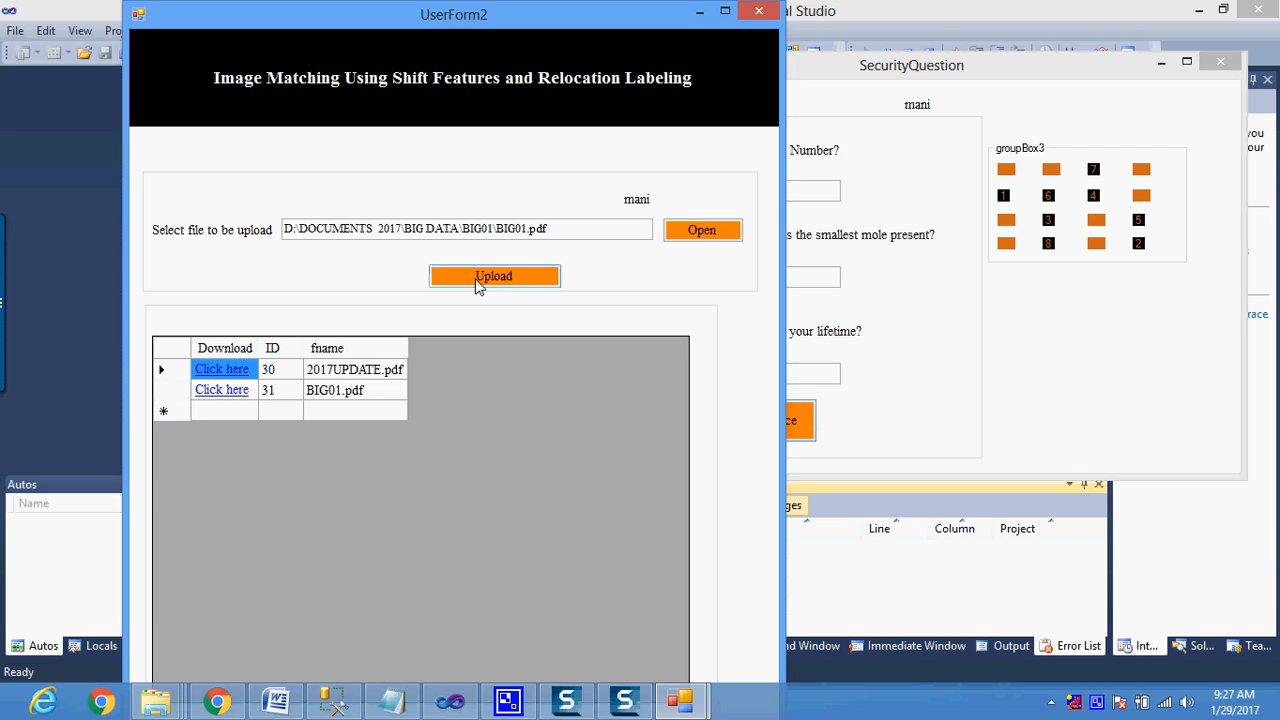 UserForm2
Image Matching Using Shift Features and Relocation Labeling
mani
Select file to be upload
D:\DOCUMENTS 2017\BIG DATA\BIG01\BIG01.pdf
Open
Upload
Download ID fname
Click here 30 2017UPDATE.pdf
Click here 31 BIG01.pdf
File Edit View
Studio
SecurityQuestion
mani
Number?
groupBox3
7
1 6 4
3 5
8 2
the smallest mole present?
your lifetime?
Autos
Name
Line Column Project
Autos Locals
Window Immediate Window Output Error List
Ready
9:27 AM
1/29/2017